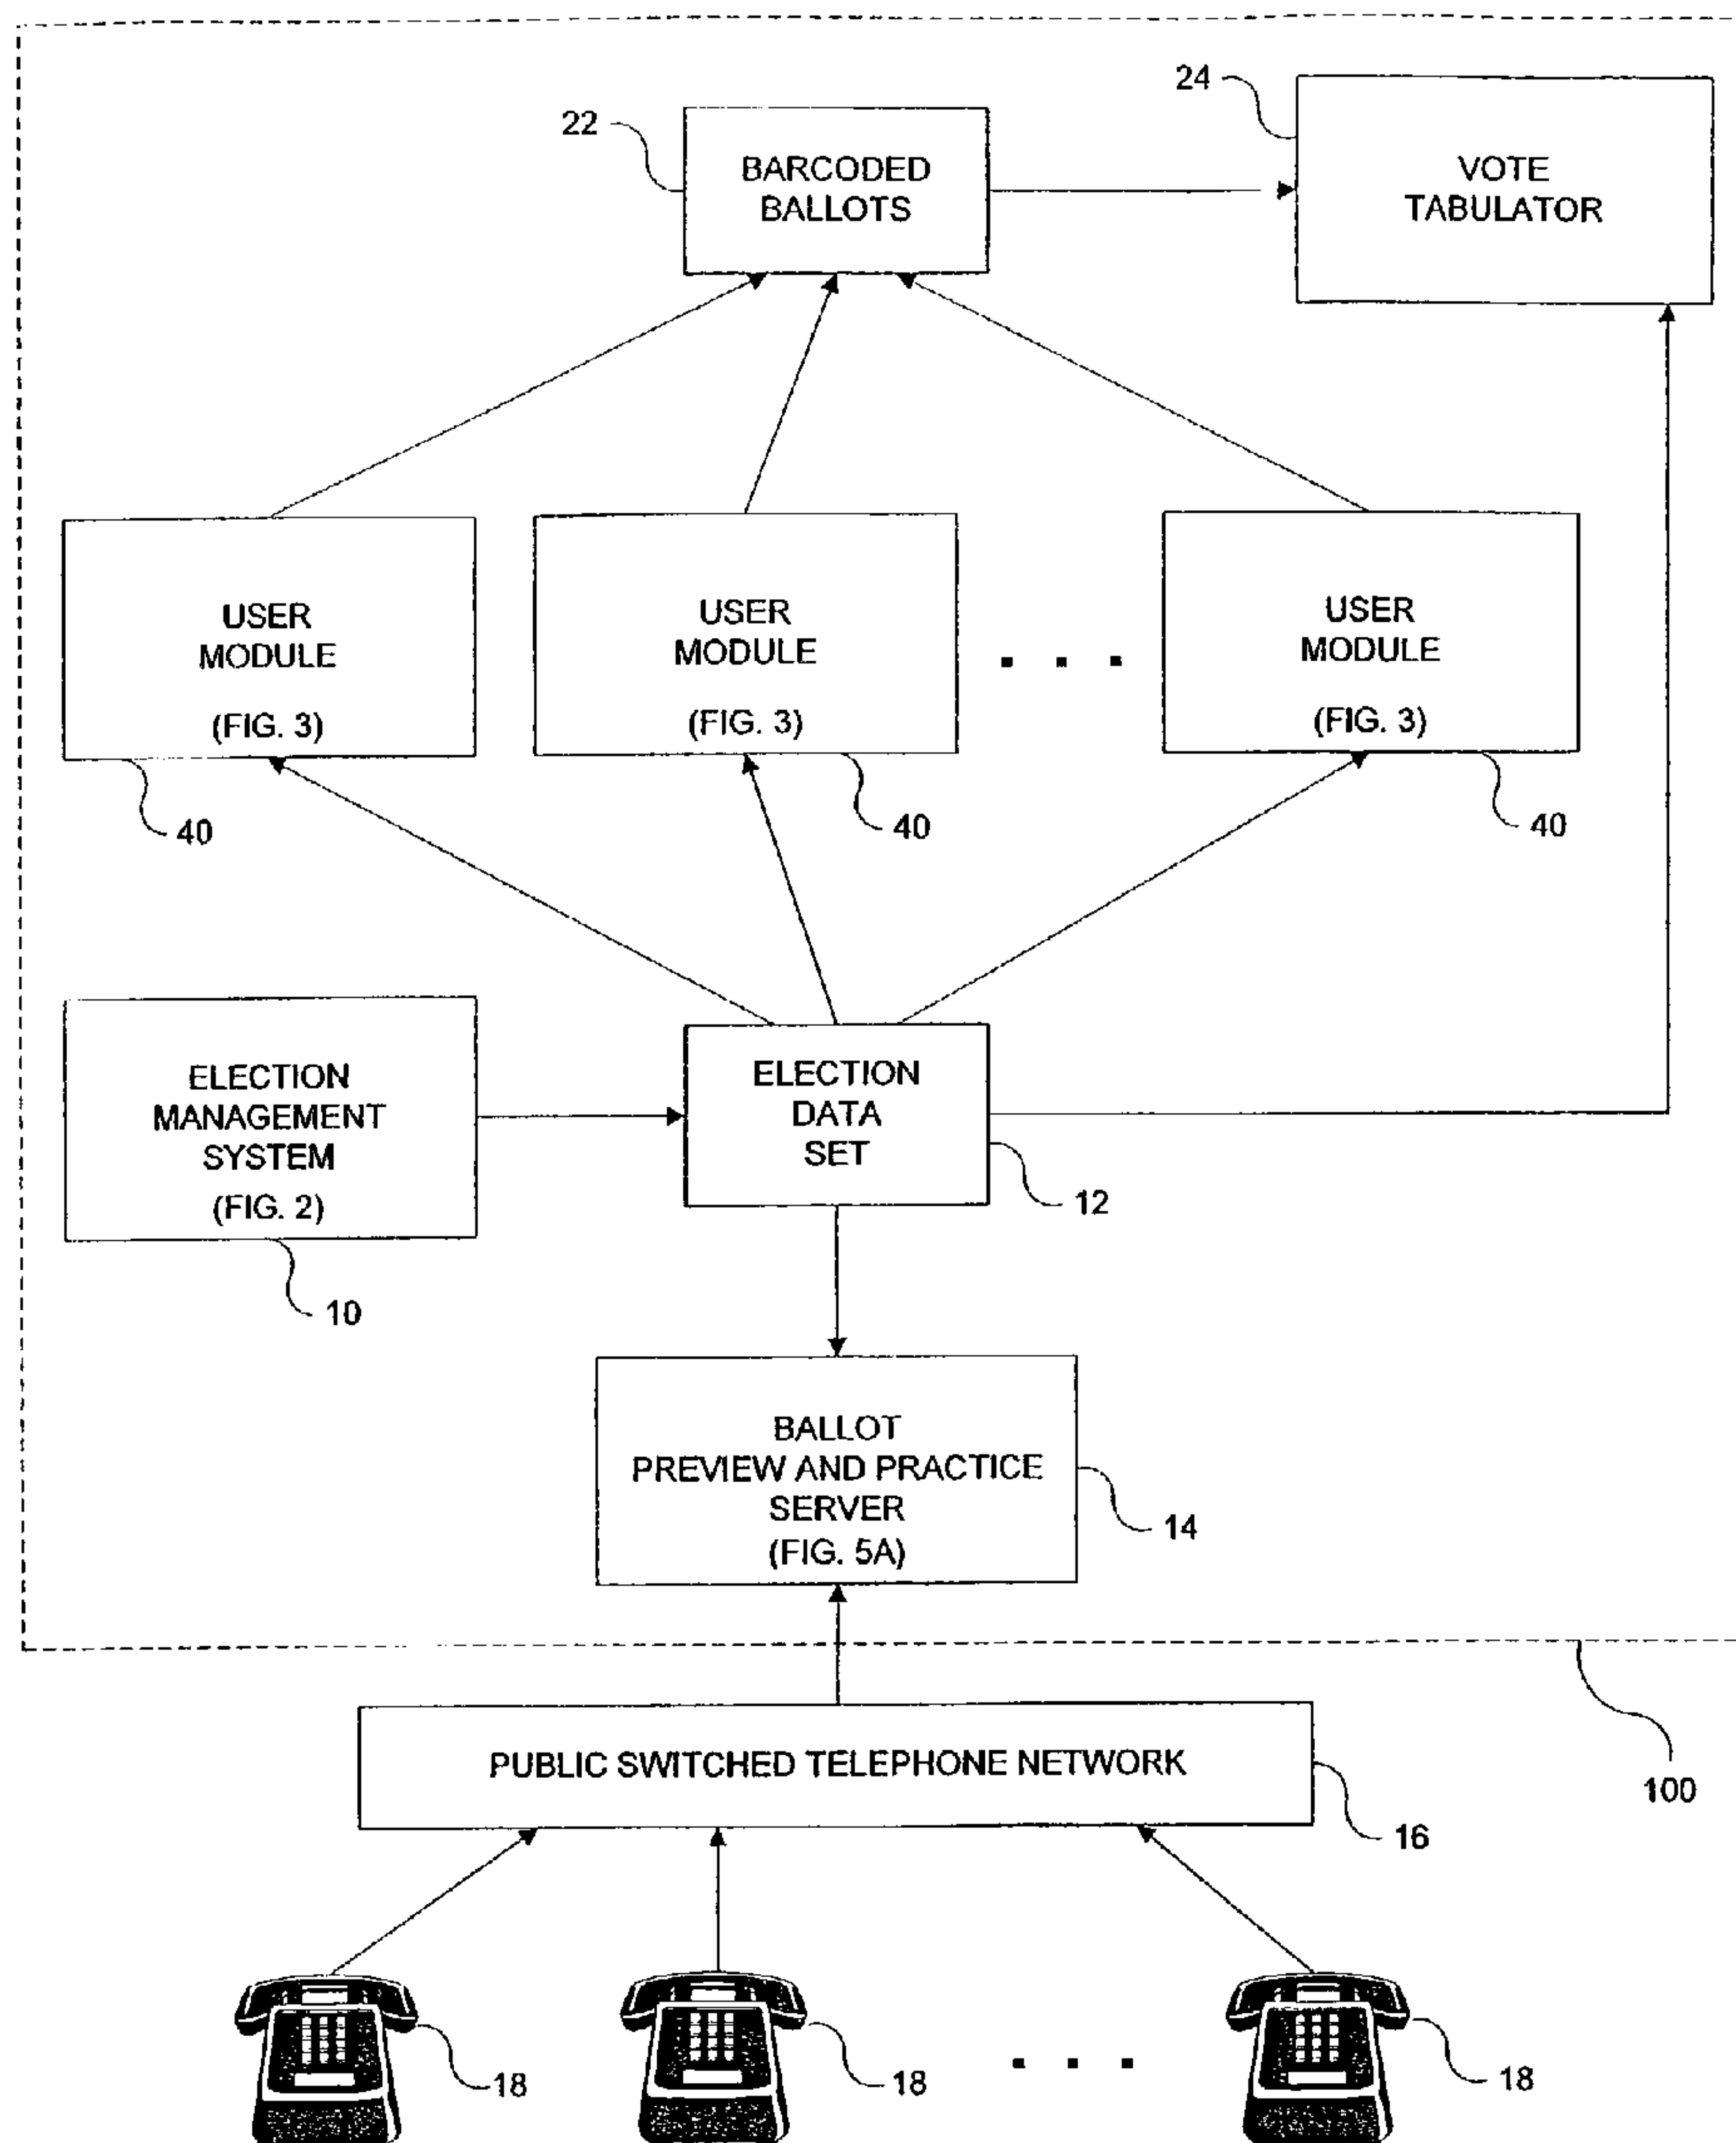 24
22
BARCODED
BALLOTS
VOTE
TABULATOR
USER
MODULE
(FIG. 3)
USER
MODULE
(FIG. 3)
. . .
USER
MODULE
(FIG. 3)
40
40
40
ELECTION
MANAGEMENT
SYSTEM
(FIG. 2)
ELECTION
DATA
SET
12
10
BALLOT
PREVIEW AND PRACTICE
SERVER
(FIG. 5A)
14
PUBLIC SWITCHED TELEPHONE NETWORK
100
16
18
18
. . .
18